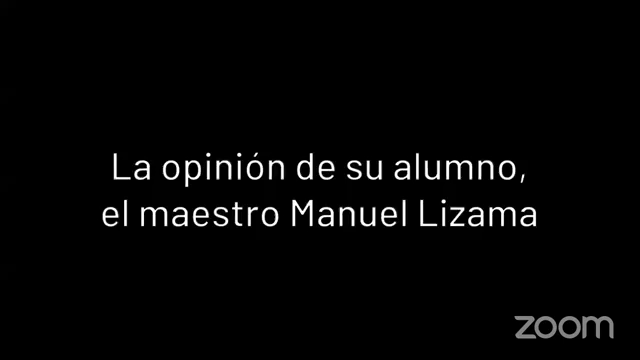 La opinión de su alumno,
el maestro Manuel Lizama
zoom